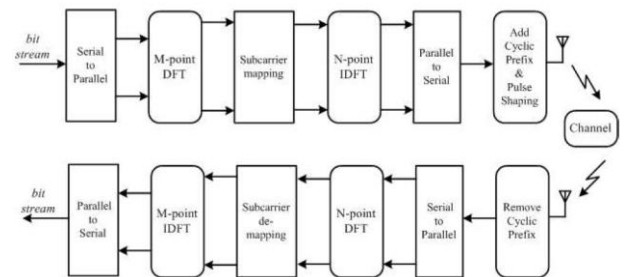 bit
stream
Serial
to
Parallel
M-point
DFT
Subcarrier
mapping
N-point
IDFT
Parallel
to
Serial
Add
Cyclic
Prefix
&
Pulse
Shaping
Channel
bit
stream
Parallel
to
Serial
M-point
IDFT
Subcarrier
de-
mapping
N-point
DFT
Serial
to
Parallel
Remove
Cyclic
Prefix